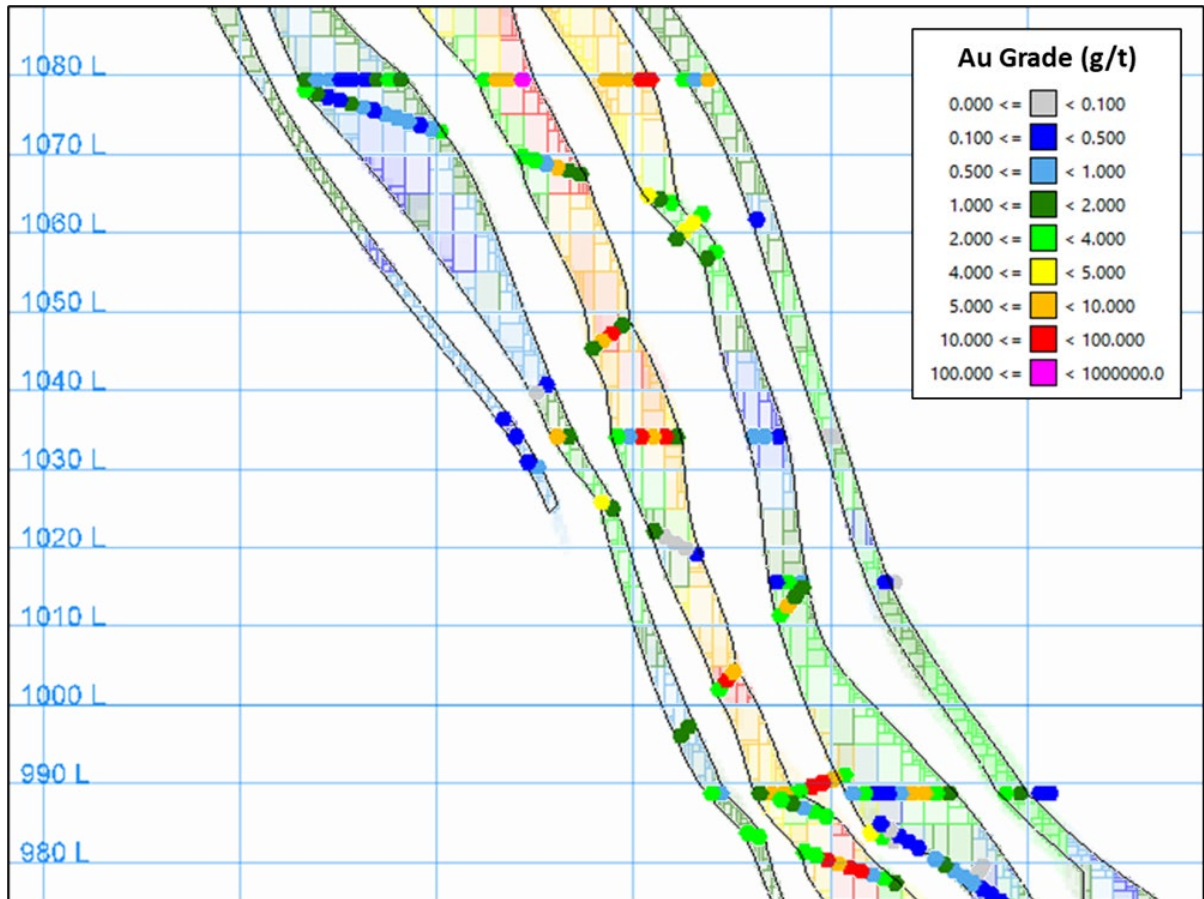 Au Grade (g/t)
0.000 <= < 0.100
0.100 <= < 0.500
0.500 <= < 1.000
1.000 <= < 2.000
2.000 <= < 4.000
4.000 <= < 5.000
5.000 <= < 10.000
10.000 <= < 100.000
100.000 <= < 1000000.0
1080 L
1070 L
1060 L
1050 L
1040 L
1030 L
1020 L
1010 L
1000 L
990 L
980 L